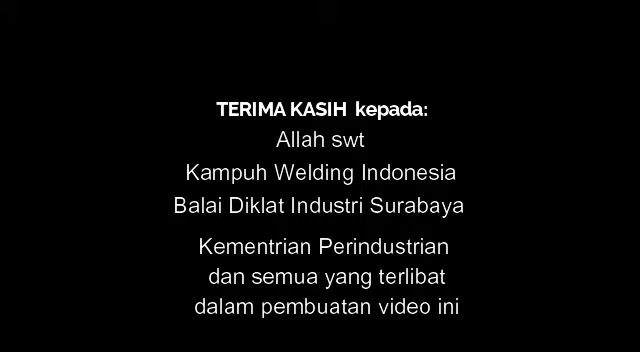 TERIMA KASIH kepada:
Allah swt
Kampuh Welding Indonesia
Balai Diklat Industri Surabaya
Kementrian Perindustrian
dan semua yang terlibat
dalam pembuatan video ini